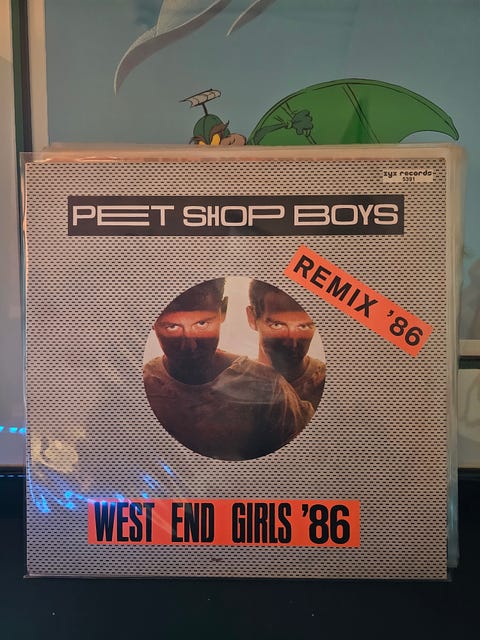 zyx records
5391
PET SHOP BOYS
REMIX '86
WEST END GIRLS '86